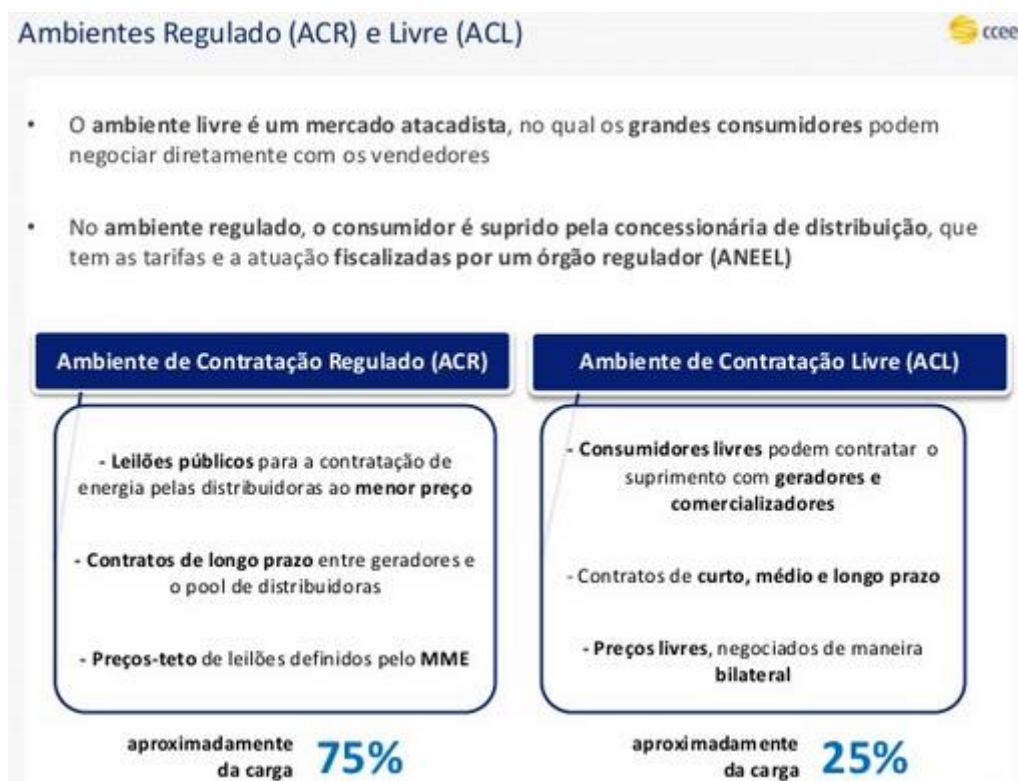 Ambientes Regulado (ACR) e Livre (ACL)
ccee
• O ambiente livre é um mercado atacadista, no qual os grandes consumidores podem
negociar diretamente com os vendedores
• No ambiente regulado, o consumidor é suprido pela concessionária de distribuição, que
tem as tarifas e a atuação fiscalizadas por um órgão regulador (ANEEL)
Ambiente de Contratação Regulado (ACR)
- Leilões públicos para a contratação de
energia pelas distribuidoras ao menor preço
- Contratos de longo prazo entre geradores e
o pool de distribuidoras
- Preços-teto de leilões definidos pelo MME
aproximadamente
da carga 75%
Ambiente de Contratação Livre (ACL)
- Consumidores livres podem contratar o
suprimento com geradores e
comercializadores
- Contratos de curto, médio e longo prazo
- Preços livres, negociados de maneira
bilateral
aproximadamente
da carga 25%